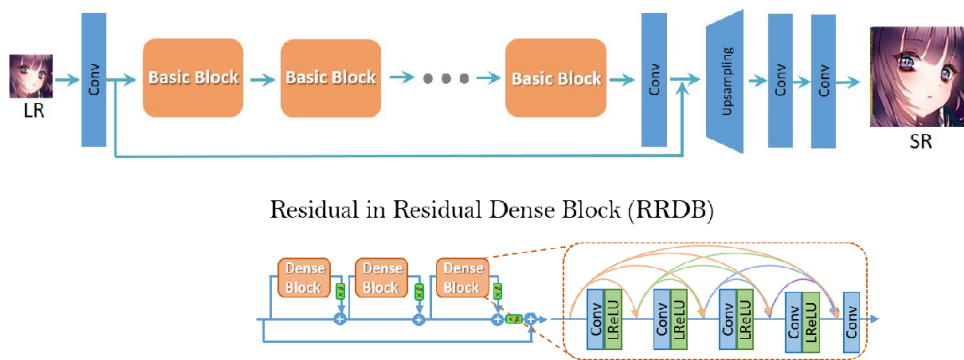 LR
Conv
Basic Block
Basic Block
Basic Block
Conv
Upsampling
Conv
Conv
SR
Residual in Residual Dense Block (RRDB)
Dense
Block
×β
Dense
Block
×β
Dense
Block
×β
×β
Conv
LReLU
Conv
LReLU
Conv
LReLU
Conv
LReLU
Conv